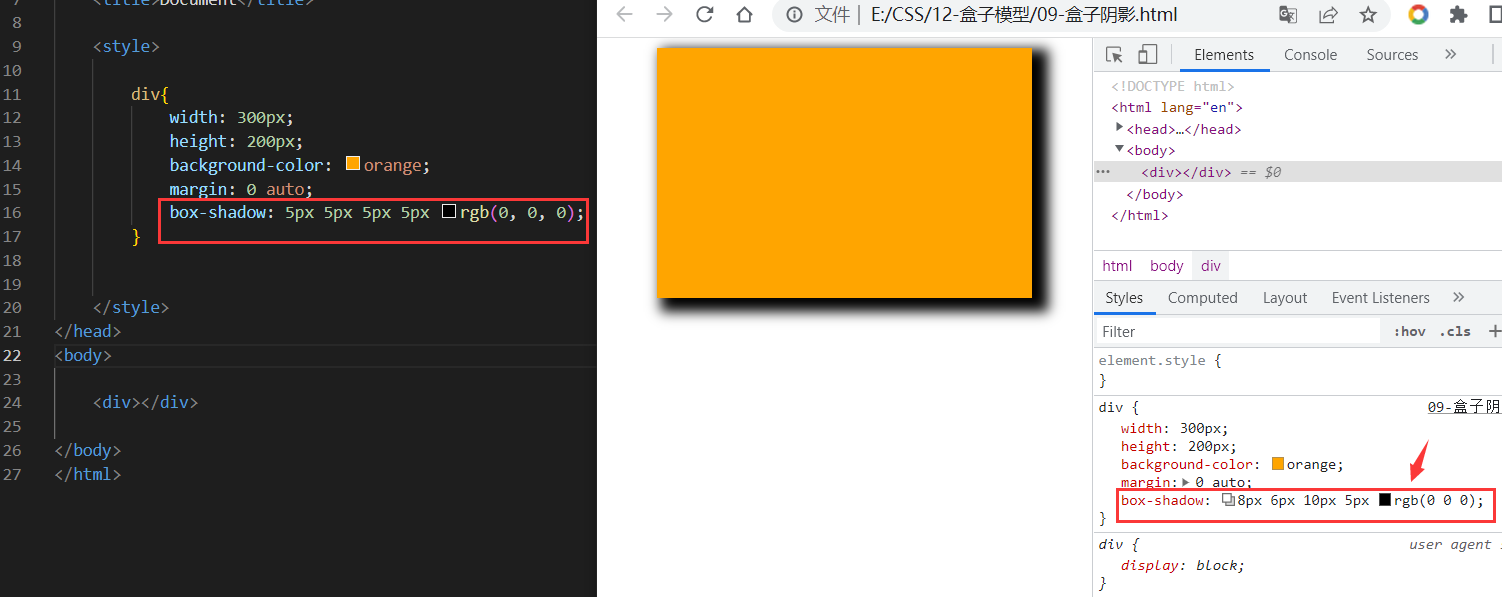 7 <title>Document</title>
8
9 <style>
10
11 div{
12 width: 300px;
13 height: 200px;
14 background-color: orange;
15 margin: 0 auto;
16 box-shadow: 5px 5px 5px 5px rgb(0, 0, 0);
17 }
18
19
20 </style>
21 </head>
22 <body>
23
24 <div></div>
25
26 </body>
27 </html>
文件 | E:/CSS/12-盒子模型/09-盒子阴影.html
Elements Console Sources »
<!DOCTYPE html>
<html lang="en">
<head>…</head>
<body>
<div></div> == $0
</body>
</html>
html body div
Styles Computed Layout Event Listeners »
Filter :hov .cls +
element.style {
}
div { 09-盒子阴
width: 300px;
height: 200px;
background-color: orange;
margin: 0 auto;
box-shadow: 8px 6px 10px 5px rgb(0 0 0);
}
div { user agent
display: block;
}